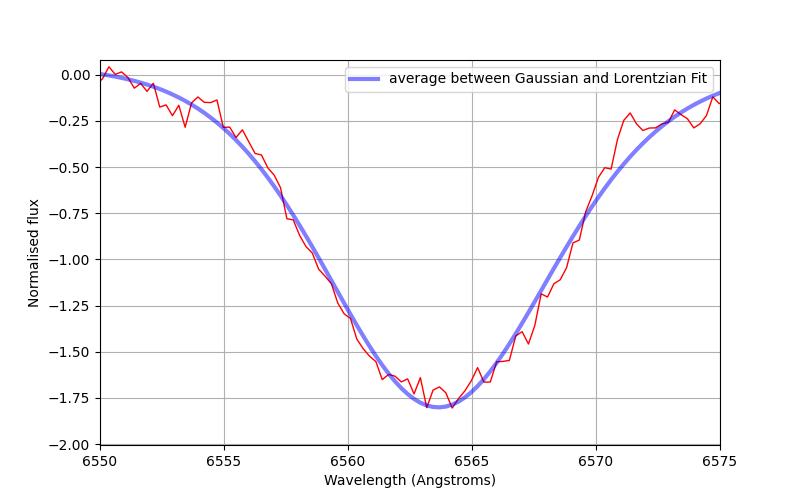 average between Gaussian and Lorentzian Fit
Normalised flux
0.00
−0.25
−0.50
−0.75
−1.00
−1.25
−1.50
−1.75
−2.00
6550 6555 6560 6565 6570 6575
Wavelength (Angstroms)